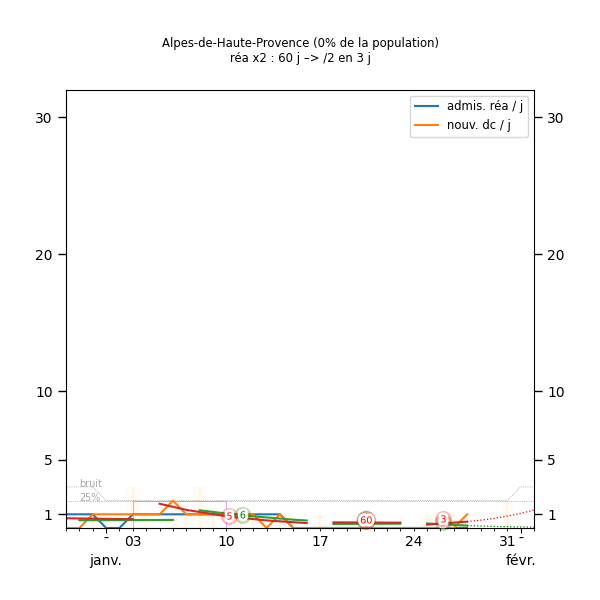 Alpes-de-Haute-Provence (0% de la population)
réa x2 : 60 j –> /2 en 3 j
admis. réa / j
nouv. dc / j
30 30
20 20
10 10
5 5
bruit
25%
1 1
5 6 60 3
- 03 10 17 24 31 -
janv. févr.